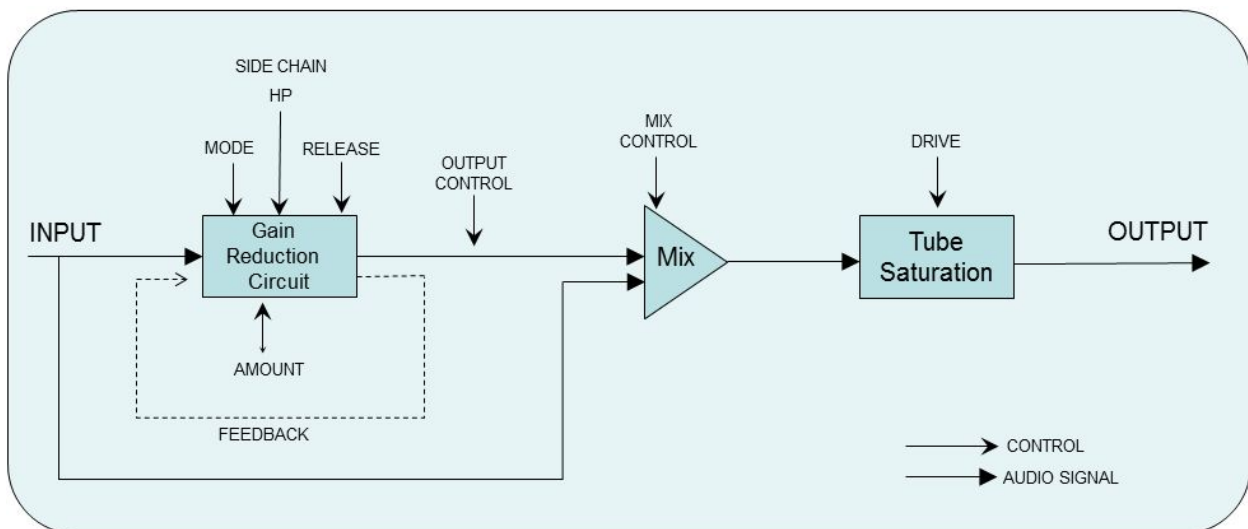 SIDE CHAIN
HP
MODE
RELEASE
OUTPUT
CONTROL
MIX
CONTROL
DRIVE
INPUT
Gain
Reduction
Circuit
Mix
Tube
Saturation
OUTPUT
AMOUNT
FEEDBACK
CONTROL
AUDIO SIGNAL